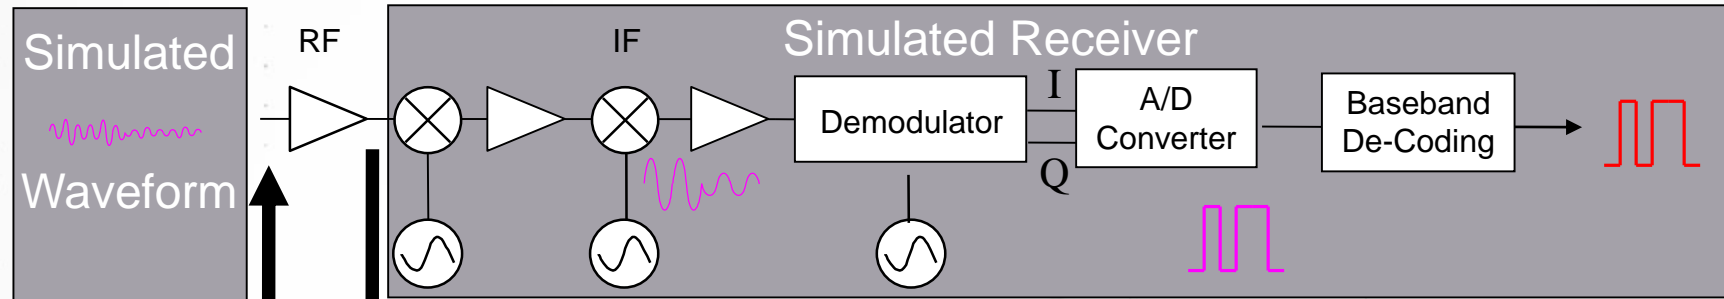 Simulated
Waveform
RF
IF
Simulated Receiver
Demodulator
I
Q
A/D
Converter
Baseband
De-Coding